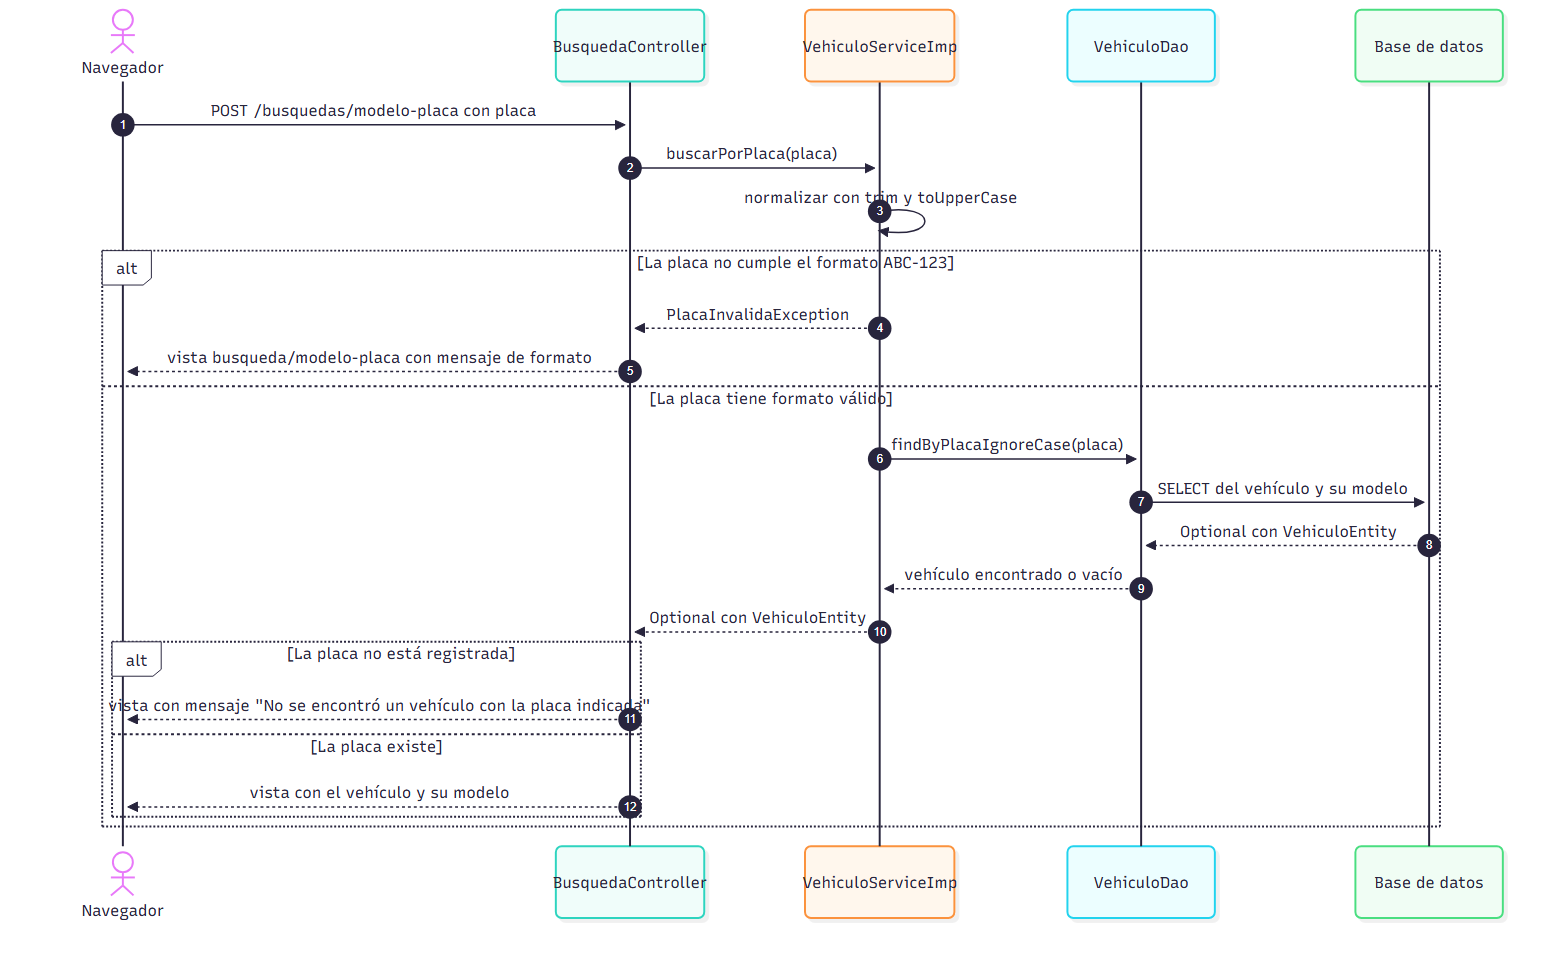 Navegador
BusquedaController
VehiculoServiceImp
VehiculoDao
Base de datos
POST /busquedas/modelo-placa con placa
1
buscarPorPlaca(placa)
2
normalizar con trim y toUpperCase
3
alt
[La placa no cumple el formato ABC-123]
PlacaInvalidaException
4
vista busqueda/modelo-placa con mensaje de formato
5
[La placa tiene formato válido]
findByPlacaIgnoreCase(placa)
6
SELECT del vehículo y su modelo
7
Optional con VehiculoEntity
8
vehículo encontrado o vacío
9
Optional con VehiculoEntity
10
alt
[La placa no está registrada]
vista con mensaje "No se encontró un vehículo con la placa indicada"
11
[La placa existe]
vista con el vehículo y su modelo
12
Navegador
BusquedaController
VehiculoServiceImp
VehiculoDao
Base de datos